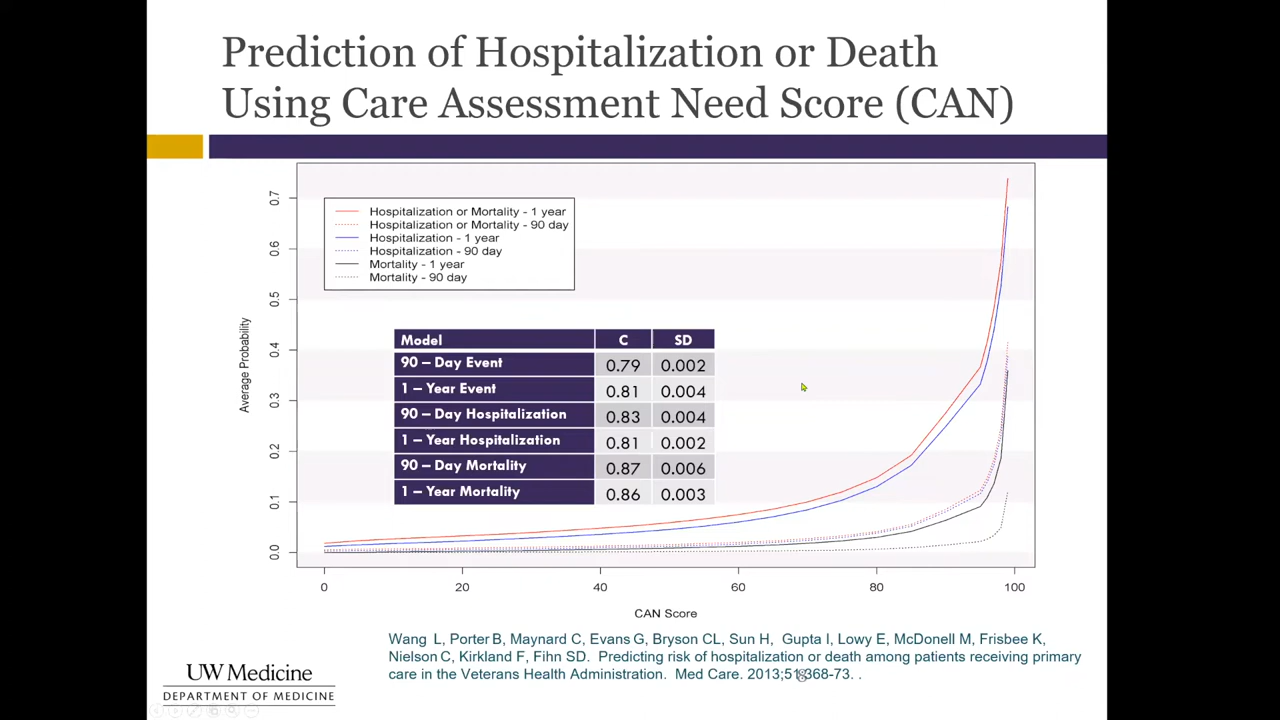 Prediction of Hospitalization or Death
Using Care Assessment Need Score (CAN)
Hospitalization or Mortality - 1 year
Hospitalization or Mortality - 90 day
Hospitalization - 1 year
Hospitalization - 90 day
Mortality - 1 year
Mortality - 90 day
Average Probability
0.7
0.6
0.5
0.4
0.3
0.2
0.1
0.0
Model C SD
90 – Day Event 0.79 0.002
1 – Year Event 0.81 0.004
90 – Day Hospitalization 0.83 0.004
1 – Year Hospitalization 0.81 0.002
90 – Day Mortality 0.87 0.006
1 – Year Mortality 0.86 0.003
0 20 40 60 80 100
CAN Score
Wang L, Porter B, Maynard C, Evans G, Bryson CL, Sun H, Gupta I, Lowy E, McDonell M, Frisbee K,
Nielson C, Kirkland F, Fihn SD. Predicting risk of hospitalization or death among patients receiving primary
care in the Veterans Health Administration. Med Care. 2013;51:368-73. .
UW Medicine
DEPARTMENT OF MEDICINE